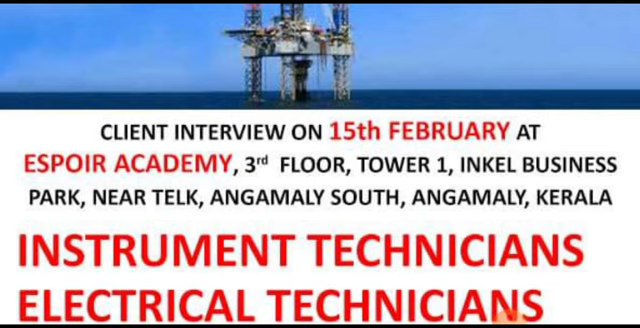 CLIENT INTERVIEW ON 15th FEBRUARY AT
ESPOIR ACADEMY, 3rd FLOOR, TOWER 1, INKEL BUSINESS
PARK, NEAR TELK, ANGAMALY SOUTH, ANGAMALY, KERALA
INSTRUMENT TECHNICIANS
ELECTRICAL TECHNICIANS